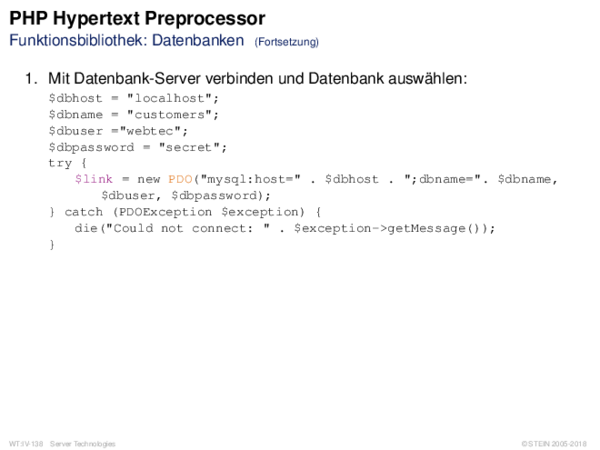 PHP Hypertext Preprocessor
Funktionsbibliothek: Datenbanken (Fortsetzung)
1. Mit Datenbank-Server verbinden und Datenbank auswählen:
$dbhost = "localhost";
$dbname = "customers";
$dbuser ="webtec";
$dbpassword = "secret";
try {
$link = new PDO("mysql:host=" . $dbhost . ";dbname=". $dbname,
$dbuser, $dbpassword);
} catch (PDOException $exception) {
die("Could not connect: " . $exception->getMessage());
}
WT:IV-138 Server Technologies © STEIN 2005-2018